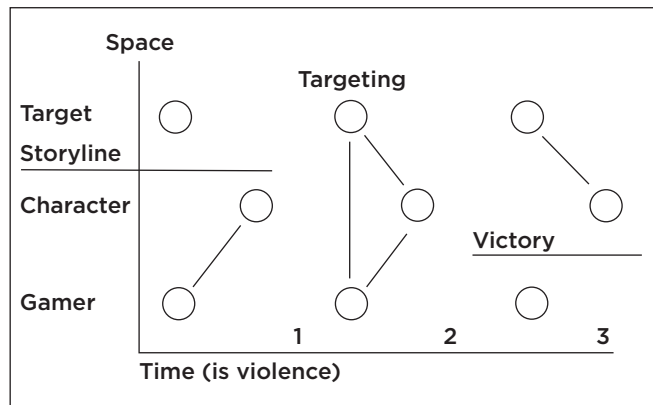 Space
Targeting
Target
Storyline
Character
Victory
Gamer
1 2 3
Time (is violence)